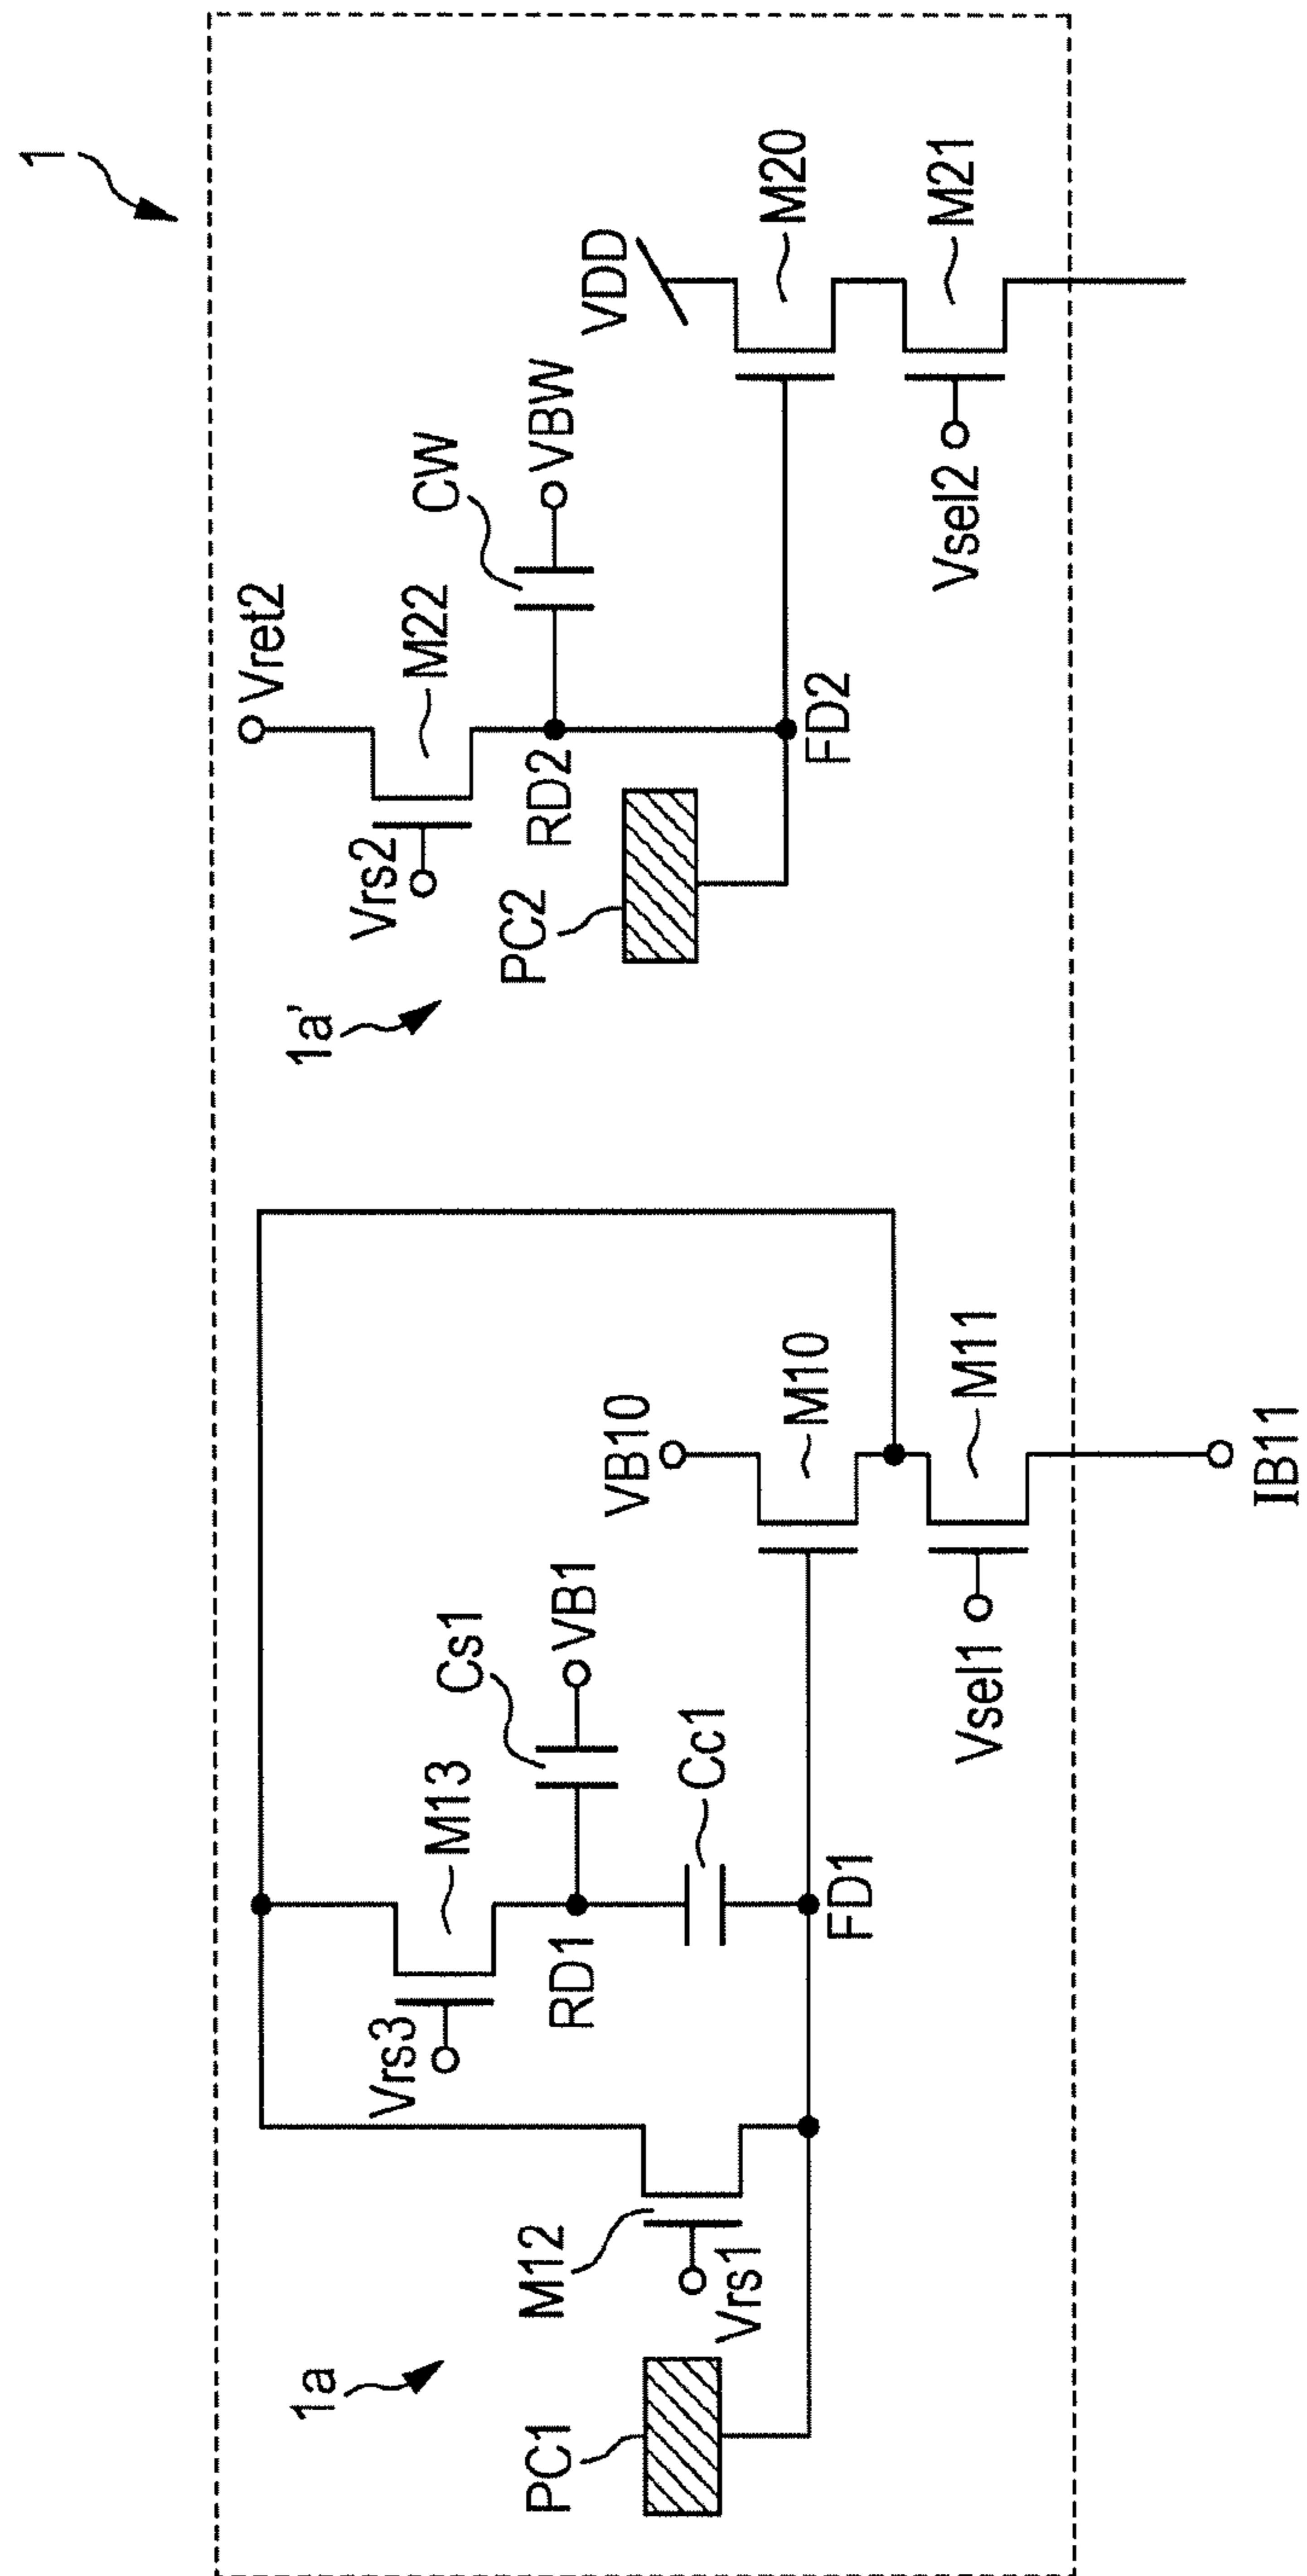 1
1a
PC1
M12
Vrs1
Vrs3
M13
RD1
Cs1
VB1
Cc1
FD1
VB10
M10
Vsel1
M11
IB11
1a'
PC2
Vrs2
Vret2
M22
RD2
CW
VBW
FD2
VDD
M20
Vsel2
M21